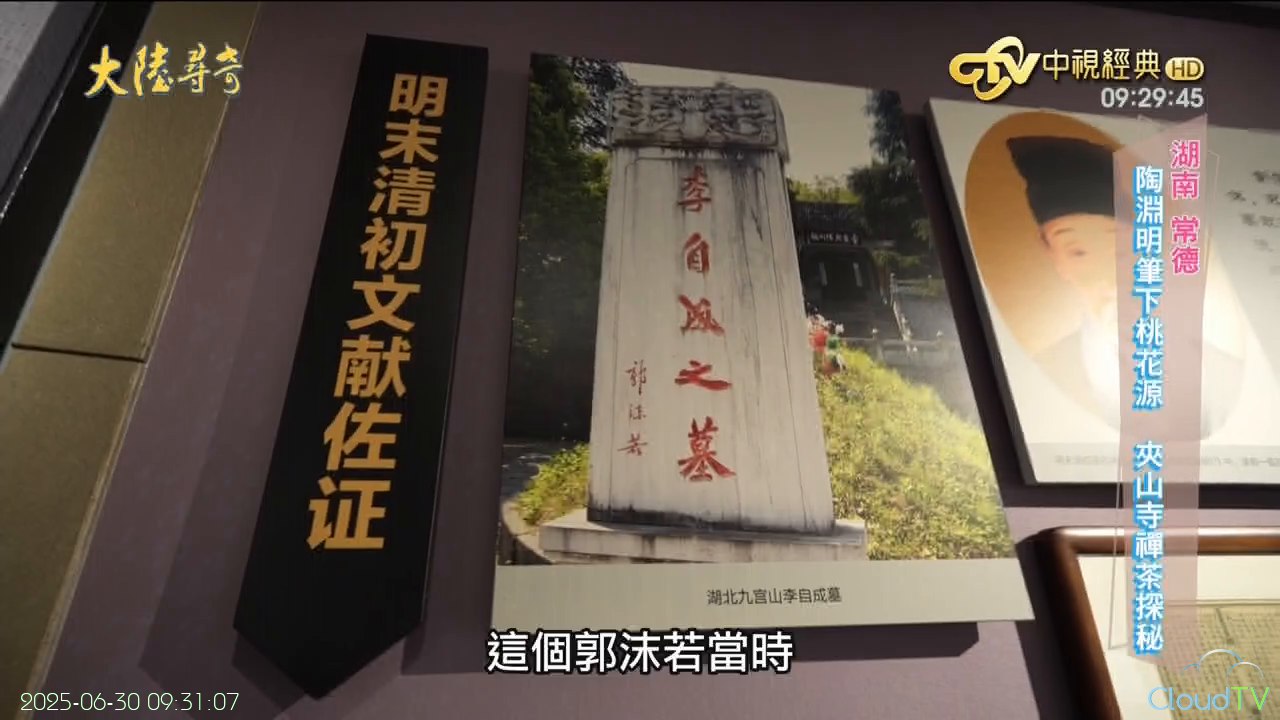 大陸尋奇
CTV中視經典HD
09:29:45
湖南 常德
陶淵明筆下桃花源 夾山寺禪茶探秘
明末清初文献佐证
李自成之墓
郭沫若
湖北九宫山李自成墓
這個郭沫若當時
2025-06-30 09:31:07
CloudTV